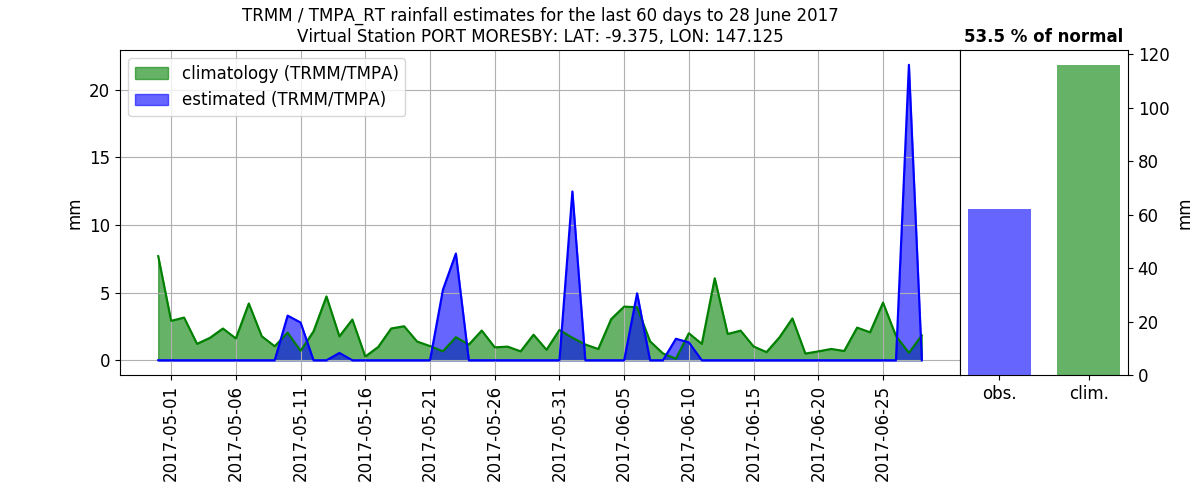 TRMM / TMPA_RT rainfall estimates for the last 60 days to 28 June 2017
Virtual Station PORT MORESBY: LAT: -9.375, LON: 147.125
53.5 % of normal
climatology (TRMM/TMPA)
estimated (TRMM/TMPA)
mm
20
15
10
5
0
2017-05-01
2017-05-06
2017-05-11
2017-05-16
2017-05-21
2017-05-26
2017-05-31
2017-06-05
2017-06-10
2017-06-15
2017-06-20
2017-06-25
obs.
clim.
120
100
80
60
40
20
0
mm